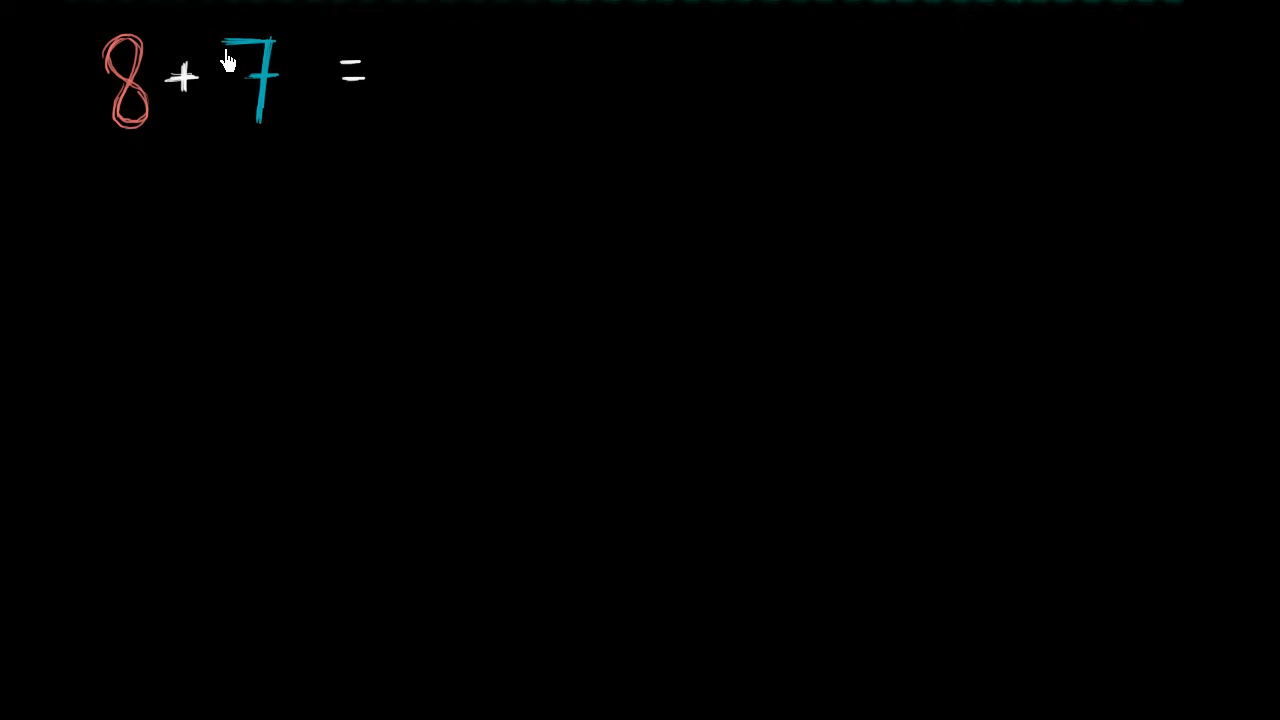 8 + 7 =